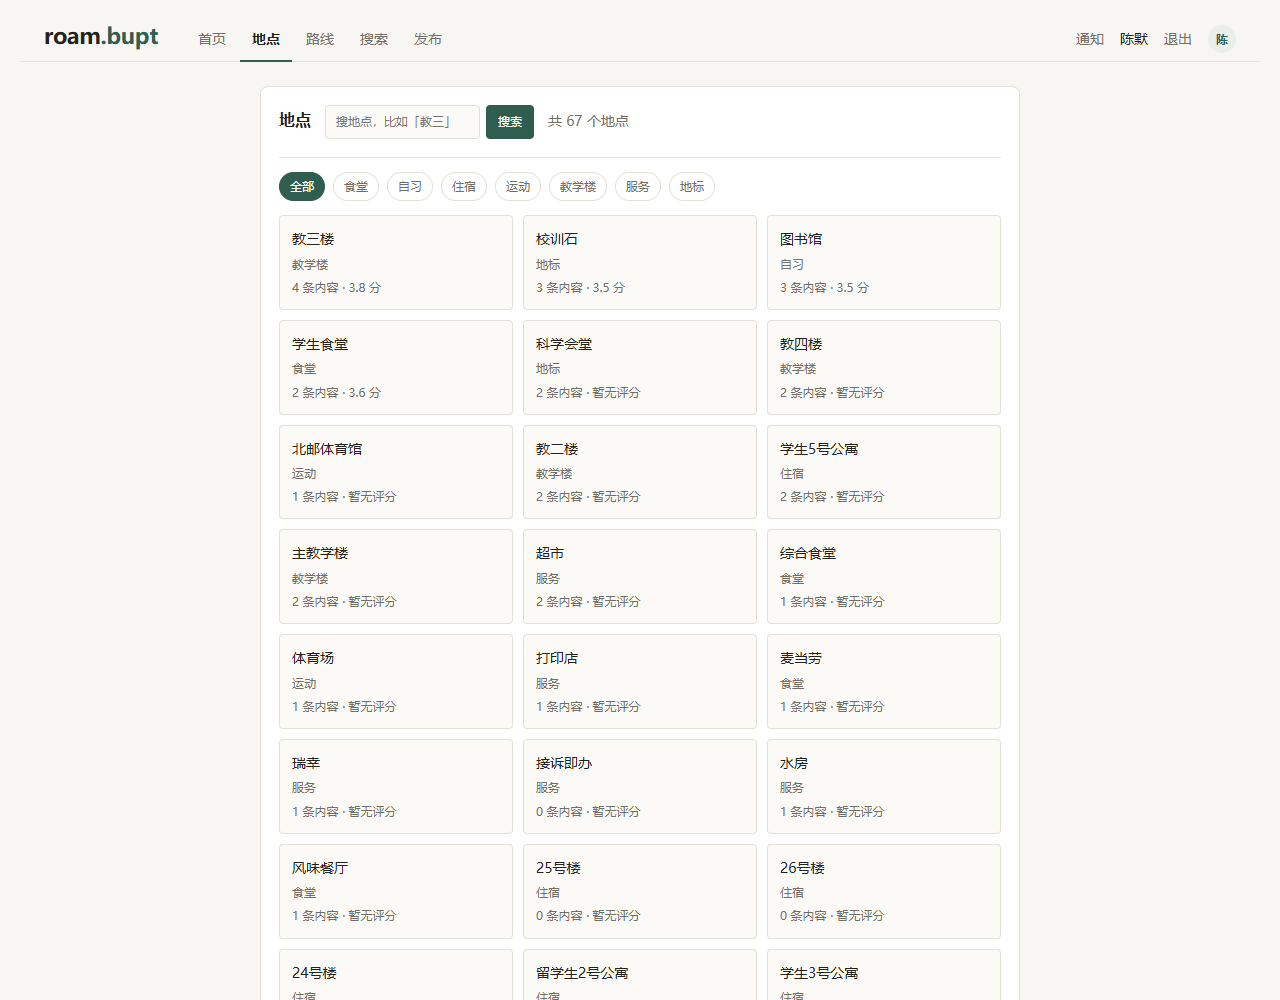 roam.bupt 首页 地点 路线 搜索 发布 通知 陈默 退出 陈
地点 搜地点，比如「教三」 搜索 共 67 个地点
全部 食堂 自习 住宿 运动 教学楼 服务 地标
教三楼 校训石 图书馆
教学楼 地标 自习
4 条内容 · 3.8 分 3 条内容 · 3.5 分 3 条内容 · 3.5 分
学生食堂 科学会堂 教四楼
食堂 地标 教学楼
2 条内容 · 3.6 分 2 条内容 · 暂无评分 2 条内容 · 暂无评分
北邮体育馆 教二楼 学生5号公寓
运动 教学楼 住宿
1 条内容 · 暂无评分 2 条内容 · 暂无评分 2 条内容 · 暂无评分
主教学楼 超市 综合食堂
教学楼 服务 食堂
2 条内容 · 暂无评分 2 条内容 · 暂无评分 1 条内容 · 暂无评分
体育场 打印店 麦当劳
运动 服务 食堂
1 条内容 · 暂无评分 1 条内容 · 暂无评分 1 条内容 · 暂无评分
瑞幸 接诉即办 水房
服务 服务 服务
1 条内容 · 暂无评分 0 条内容 · 暂无评分 1 条内容 · 暂无评分
风味餐厅 25号楼 26号楼
食堂 住宿 住宿
1 条内容 · 暂无评分 0 条内容 · 暂无评分 0 条内容 · 暂无评分
24号楼 留学生2号公寓 学生3号公寓
住宿 住宿 住宿